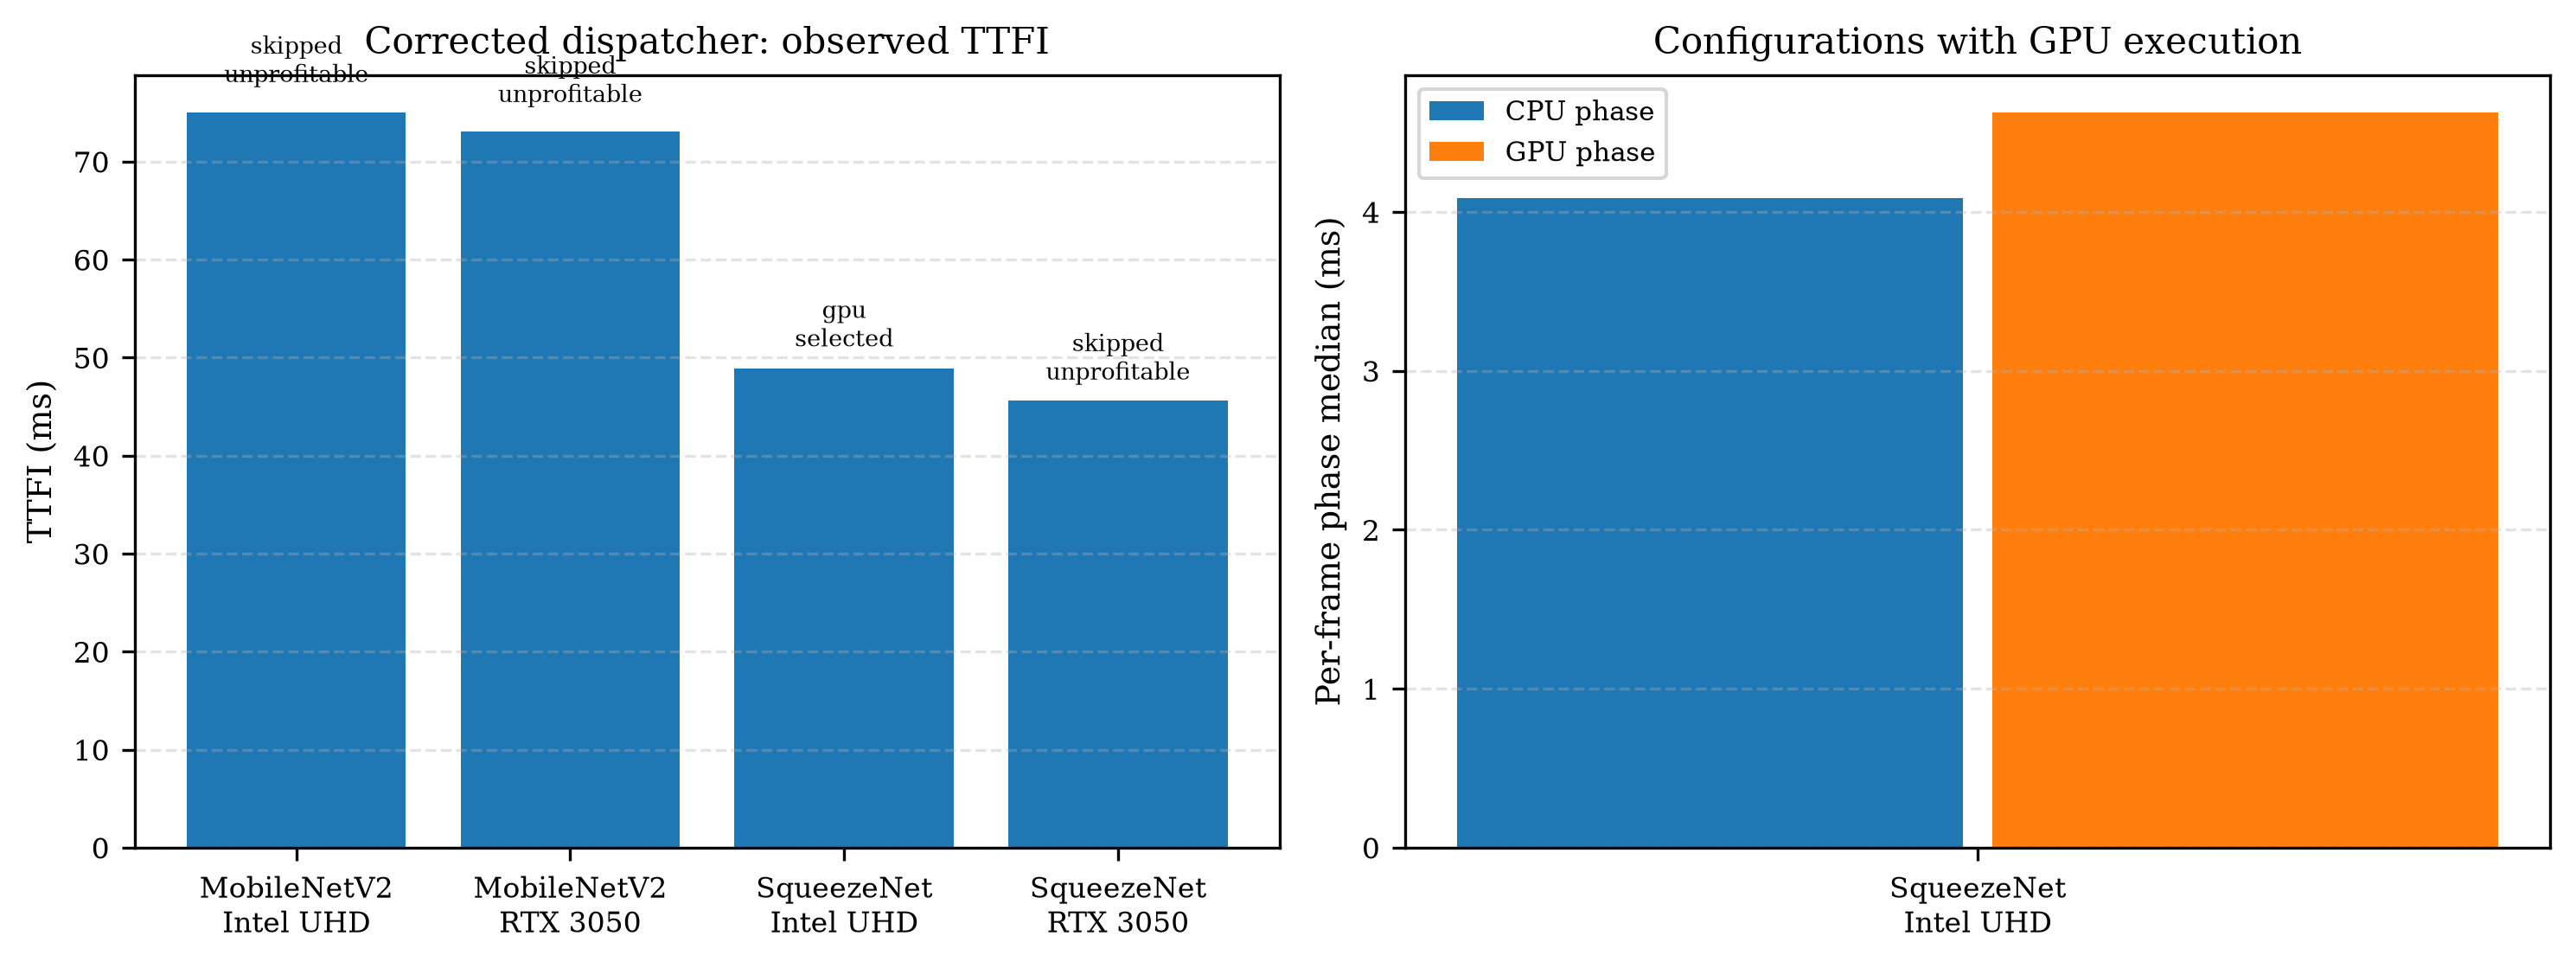 Corrected dispatcher: observed TTFI
skipped
unprofitable
skipped
unprofitable
gpu
selected
skipped
unprofitable
TTFI (ms)
70
60
50
40
30
20
10
0
MobileNetV2
Intel UHD
MobileNetV2
RTX 3050
SqueezeNet
Intel UHD
SqueezeNet
RTX 3050
Configurations with GPU execution
CPU phase
GPU phase
Per-frame phase median (ms)
4
3
2
1
0
SqueezeNet
Intel UHD